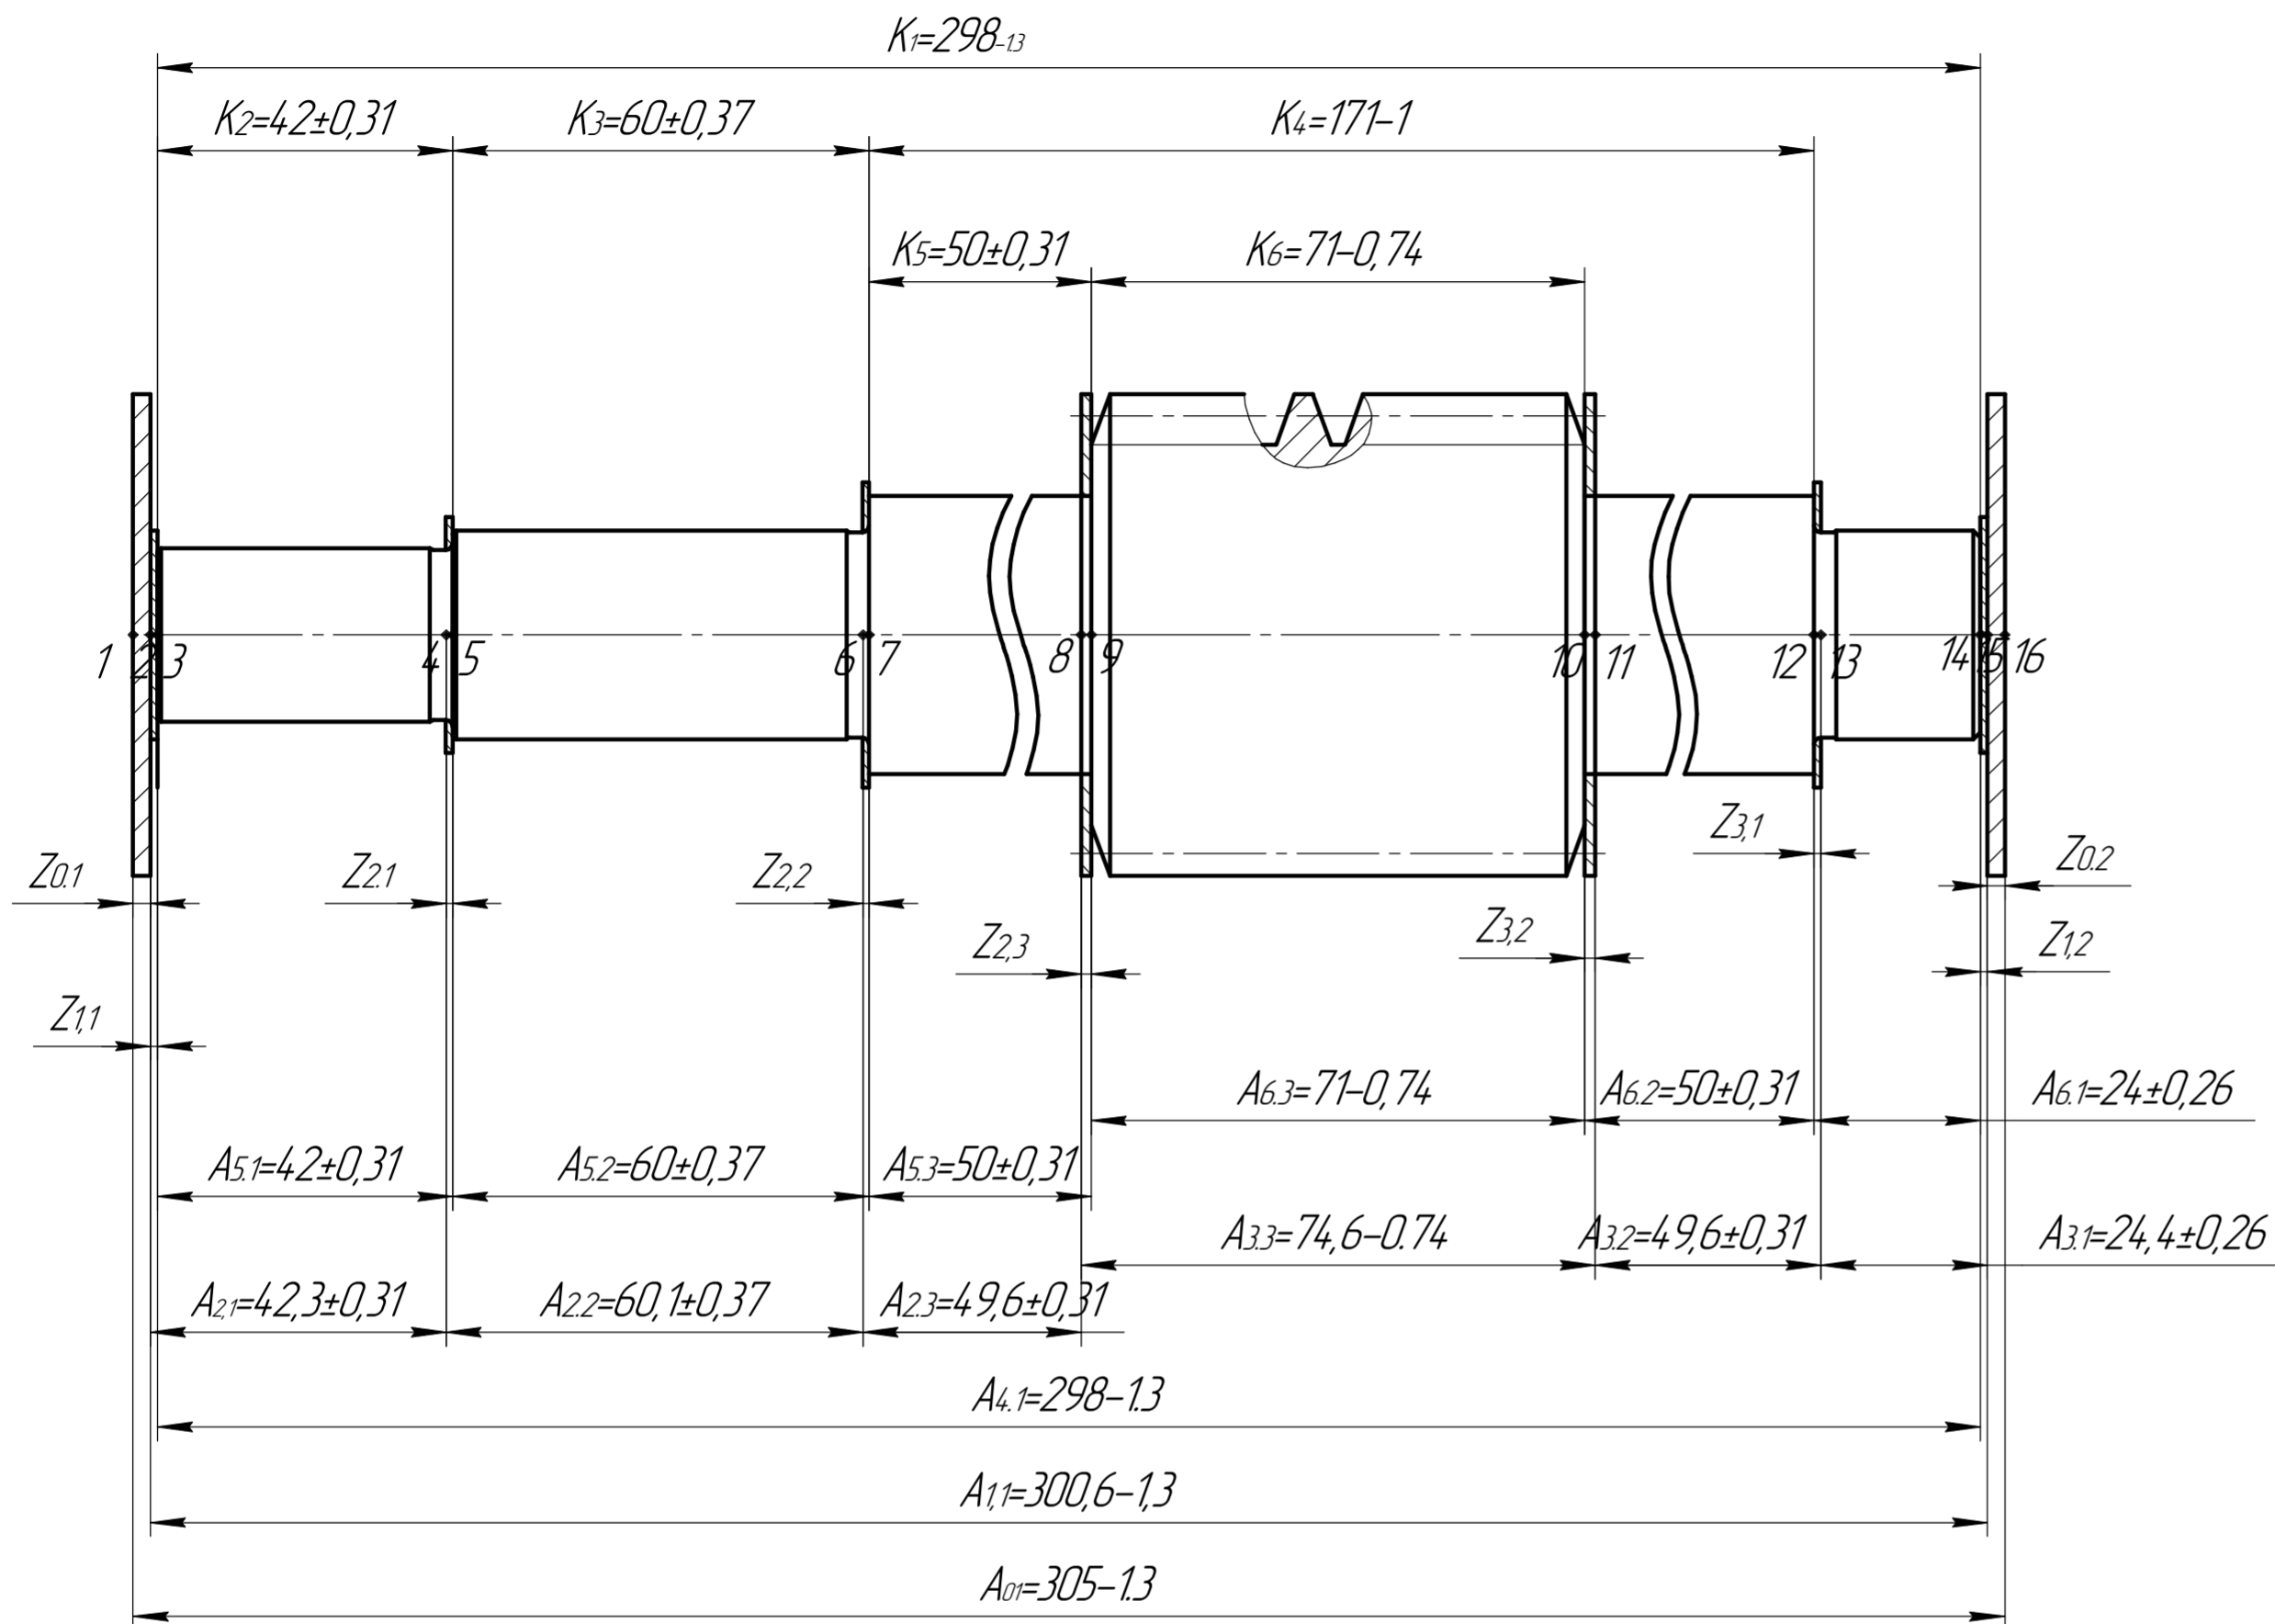 K1=298-1.3
K2=42±0,31 K3=60±0,37 K4=171-1
K5=50±0,31 K6=71-0,74
1 2 3 4 5 6 7 8 9 10 11 12 13 14 15 16
Z3,1
Z0.1 Z2.1 Z2,2 Z0.2
Z2,3 Z3,2 Z1,2
Z1,1
A6.3=71-0,74 A6.2=50±0,31 A6.1=24±0,26
A5.1=42±0,31 A5.2=60±0,37 A5.3=50±0,31
A3.3=74,6-0.74 A3.2=49,6±0,31 A3.1=24,4±0,26
A2,1=42,3±0,31 A2.2=60,1±0,37 A2.3=49,6±0,31
A4.1=298-1.3
A1,1=300,6-1,3
A01=305-1.3